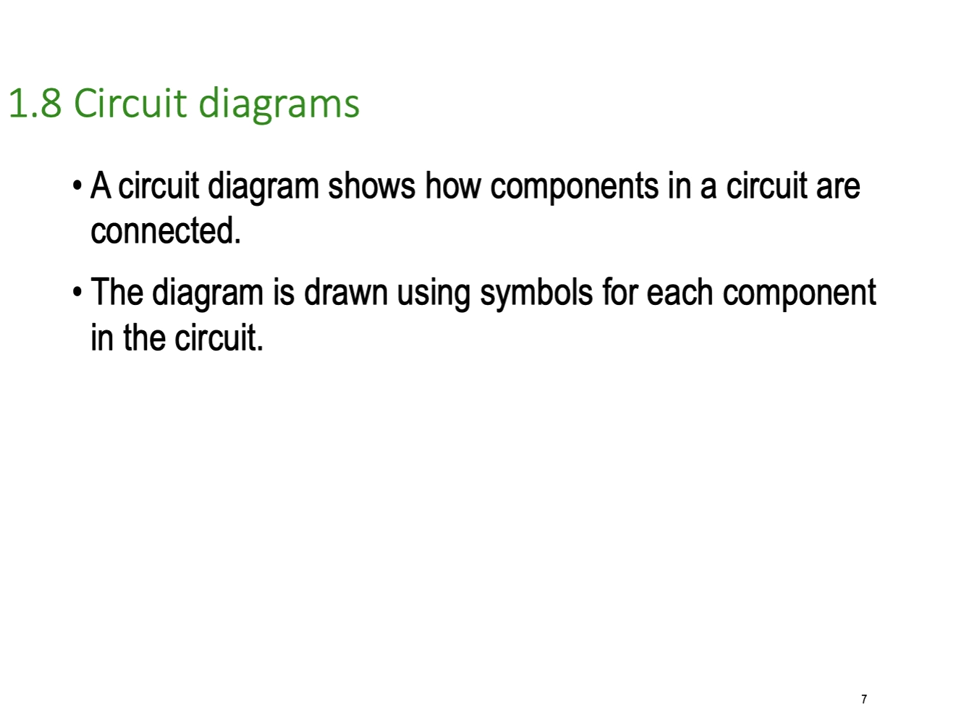 1.8 Circuit diagrams
• A circuit diagram shows how components in a circuit are
connected.
• The diagram is drawn using symbols for each component
in the circuit.
7